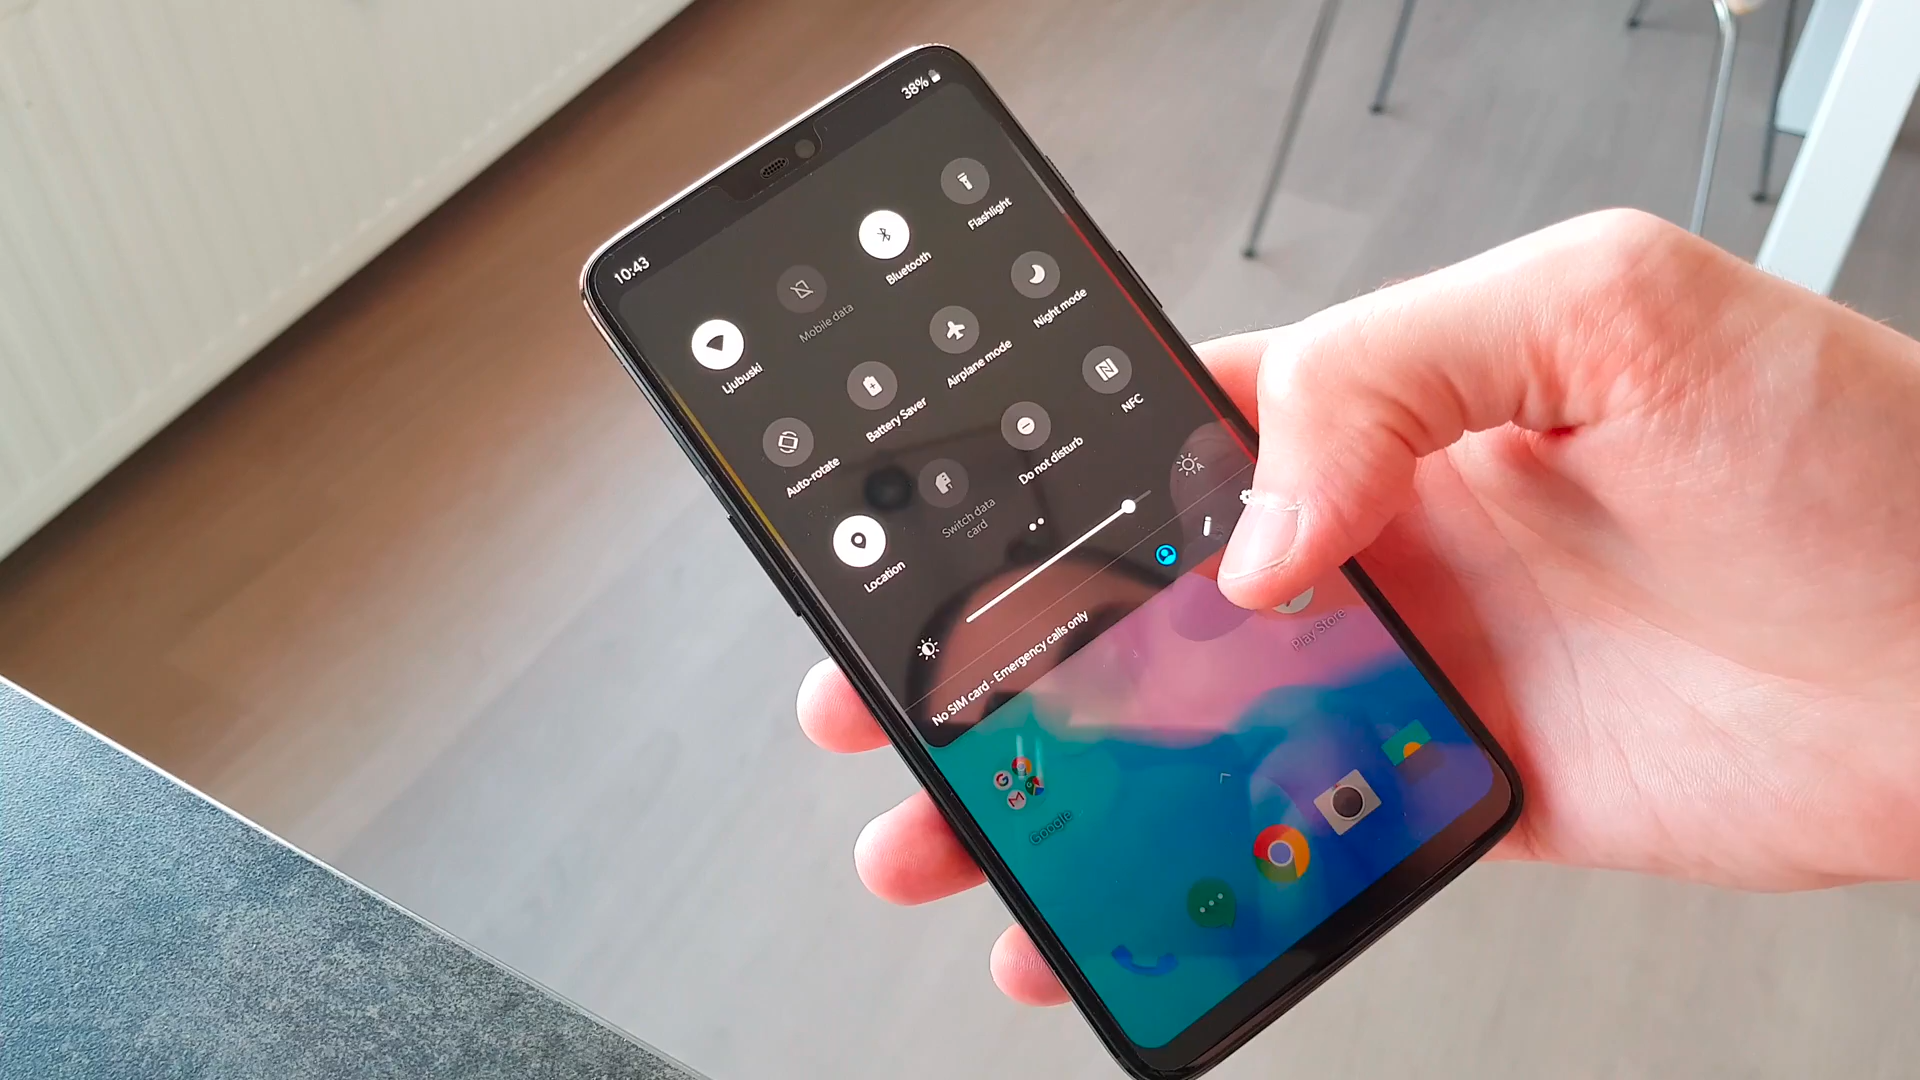 10:43
38%
Ljubuski
Mobile data
Bluetooth
Flashlight
Auto-rotate
Battery Saver
Airplane mode
Night mode
Location
Switch data
card
Do not disturb
NFC
A
No SIM card - Emergency calls only
Play Store
Google